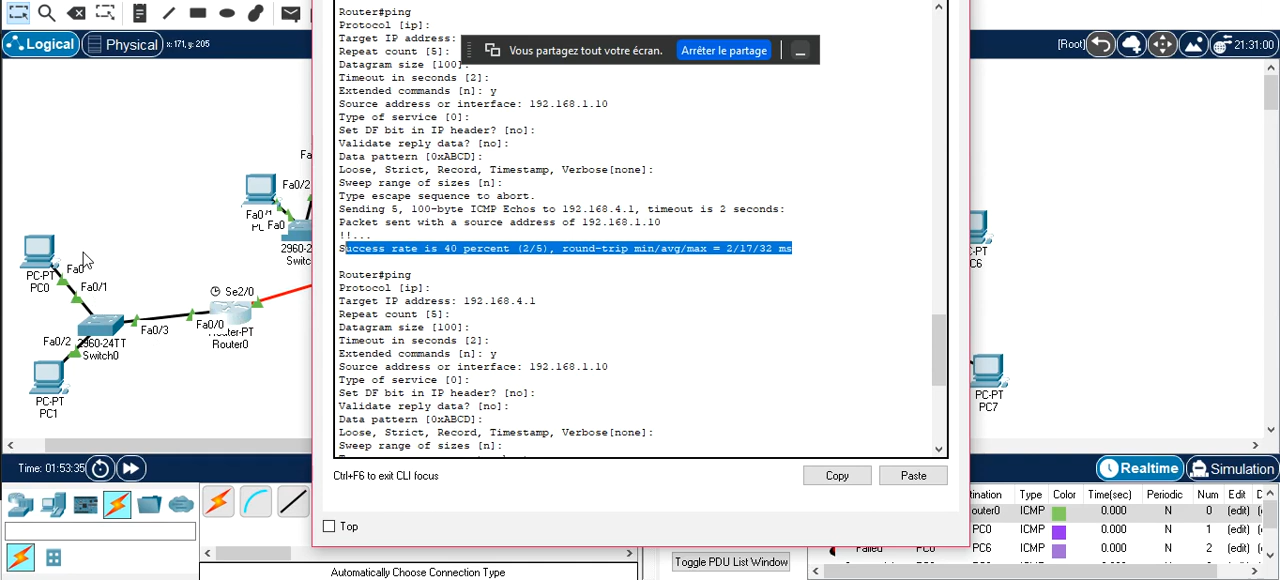 Logical
Physical
x: 171, y: 205
[Root]
21:31:00
Vous partagez tout votre écran.
Arrêter le partage
Router#ping
Protocol [ip]:
Target IP address:
Repeat count [5]:
Datagram size [100]:
Timeout in seconds [2]:
Extended commands [n]: y
Source address or interface: 192.168.1.10
Type of service [0]:
Set DF bit in IP header? [no]:
Validate reply data? [no]:
Data pattern [0xABCD]:
Loose, Strict, Record, Timestamp, Verbose[none]:
Sweep range of sizes [n]:
Type escape sequence to abort.
Sending 5, 100-byte ICMP Echos to 192.168.4.1, timeout is 2 seconds:
Packet sent with a source address of 192.168.1.10
!!...
Success rate is 40 percent (2/5), round-trip min/avg/max = 2/17/32 ms
Router#ping
Protocol [ip]:
Target IP address: 192.168.4.1
Repeat count [5]:
Datagram size [100]:
Timeout in seconds [2]:
Extended commands [n]: y
Source address or interface: 192.168.1.10
Type of service [0]:
Set DF bit in IP header? [no]:
Validate reply data? [no]:
Data pattern [0xABCD]:
Loose, Strict, Record, Timestamp, Verbose[none]:
Sweep range of sizes [n]:
Ctrl+F6 to exit CLI focus
Copy
Paste
Top
Fa
Fa0/2
Fa0
2960-2
Switc
PC-PT
PC0
Fa0
Fa0/1
Fa0/2
2960-24TT
Switch0
Fa0/3
PC-PT
PC1
Se2/0
Fa0/0
Router-PT
Router0
PC-PT
PC7
Time: 01:53:35
Realtime
Simulation
Automatically Choose Connection Type
Toggle PDU List Window
Type Color Time(sec) Periodic Num Edit
ICMP 0.000 N 0 (edit)
PC0 ICMP 0.000 N 1 (edit)
Failed PC0 PC6 ICMP 0.000 N 2 (edit)